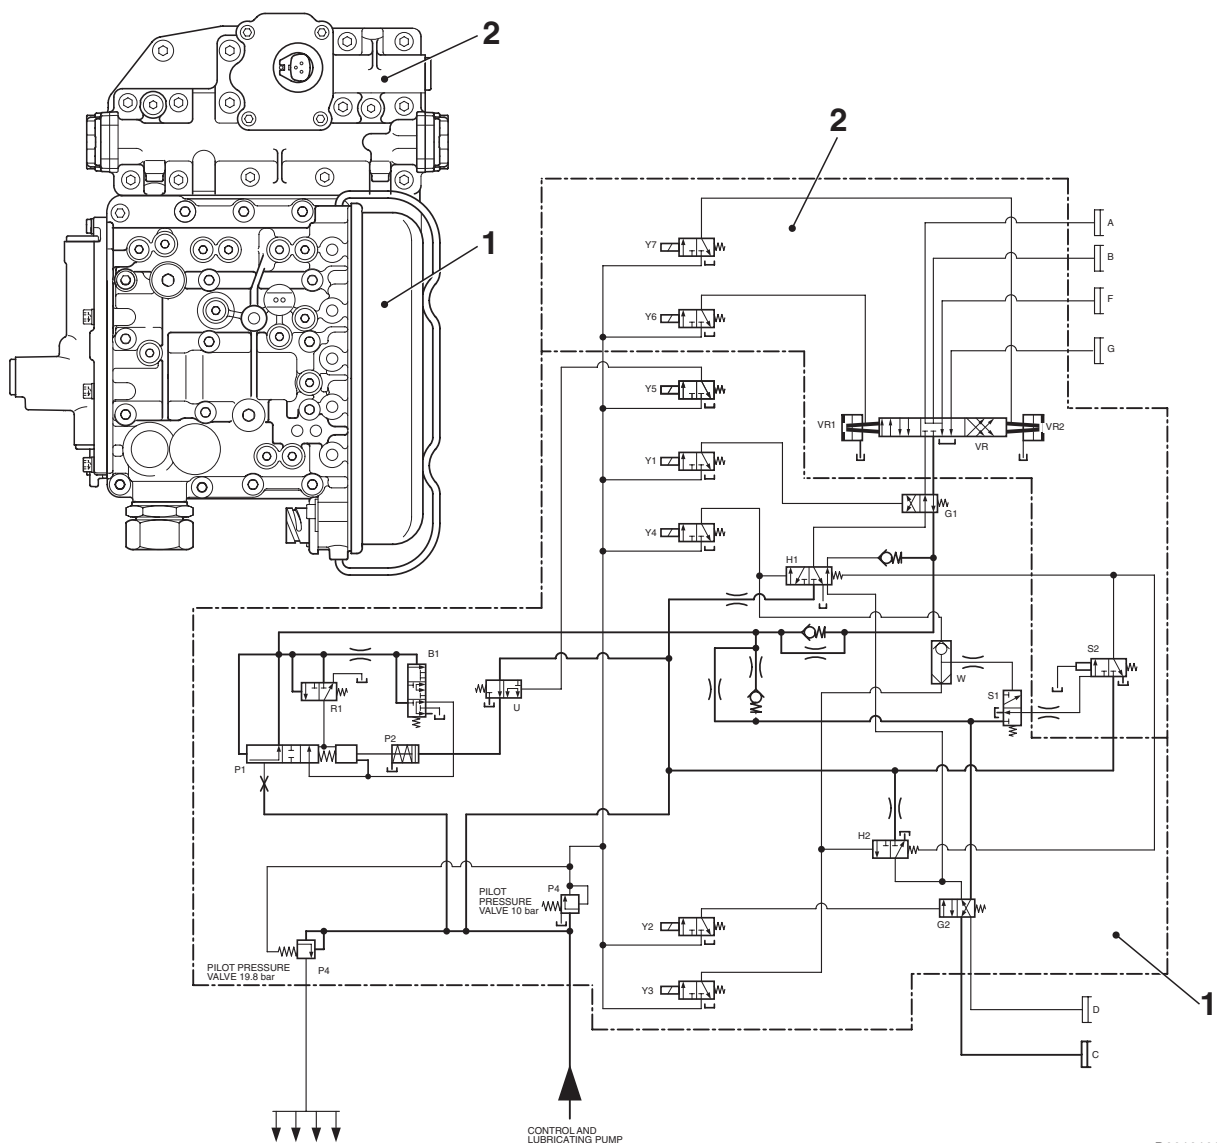 2
2
1
1
Y7
Y6
Y5
Y1
Y4
A
B
F
G
VR1
VR2
VR
G1
H1
S2
W
S1
B1
R1
U
P1
P2
H2
P4
PILOT
PRESSURE
VALVE 10 bar
Y2
G2
PILOT PRESSURE
VALVE 19.8 bar
P4
Y3
D
C
CONTROL AND
LUBRICATING PUMP